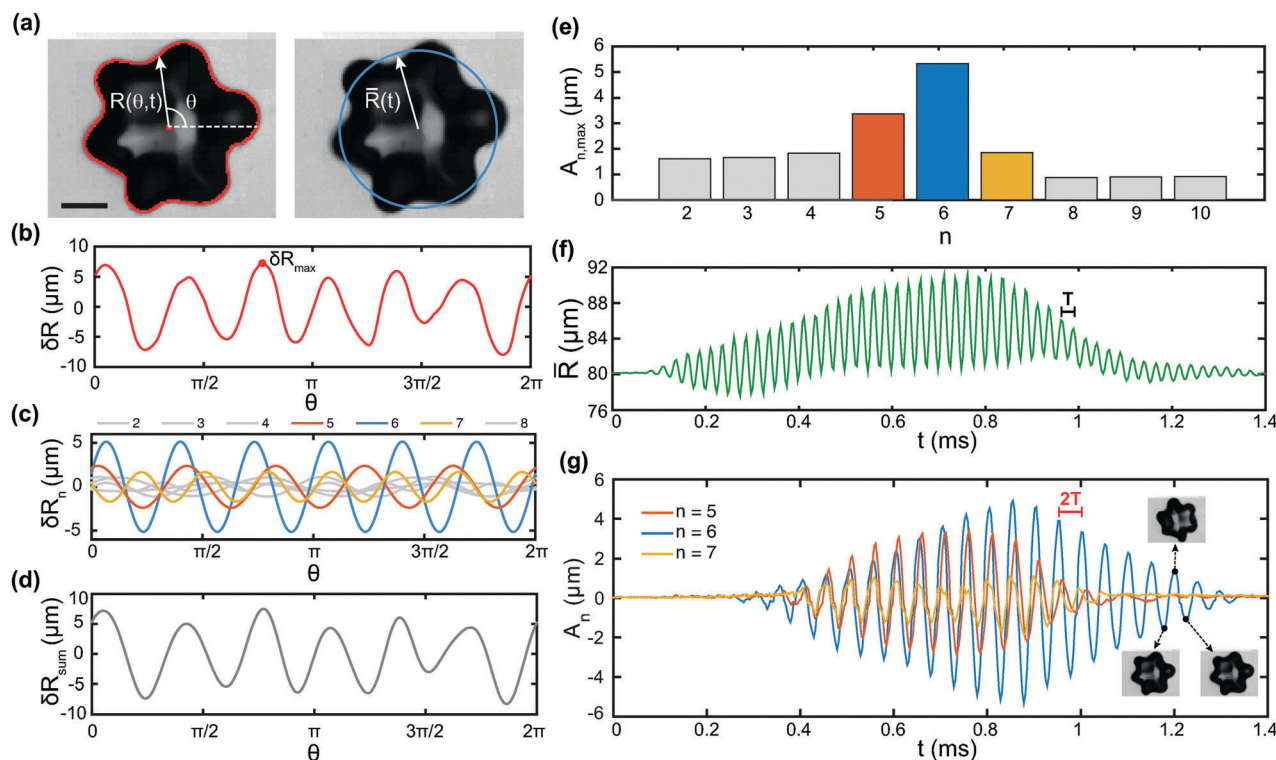 (a)
R(θ,t) θ
R̅(t)
(b)
10
5
0
-5
-10
δR (μm)
δR_max
0 π/2 π 3π/2 2π
θ
(c)
2 3 4 5 6 7 8
5
0
-5
δR_n (μm)
0 π/2 π 3π/2 2π
θ
(d)
10
5
0
-5
-10
δR_sum (μm)
0 π/2 π 3π/2 2π
θ
(e)
6
5
4
3
2
1
0
A_n,max (μm)
2 3 4 5 6 7 8 9 10
n
(f)
92
88
84
80
76
R̅ (μm)
T
0 0.2 0.4 0.6 0.8 1 1.2 1.4
t (ms)
(g)
6
4
2
0
-2
-4
-6
A_n (μm)
n = 5
n = 6
n = 7
2T
0 0.2 0.4 0.6 0.8 1 1.2 1.4
t (ms)